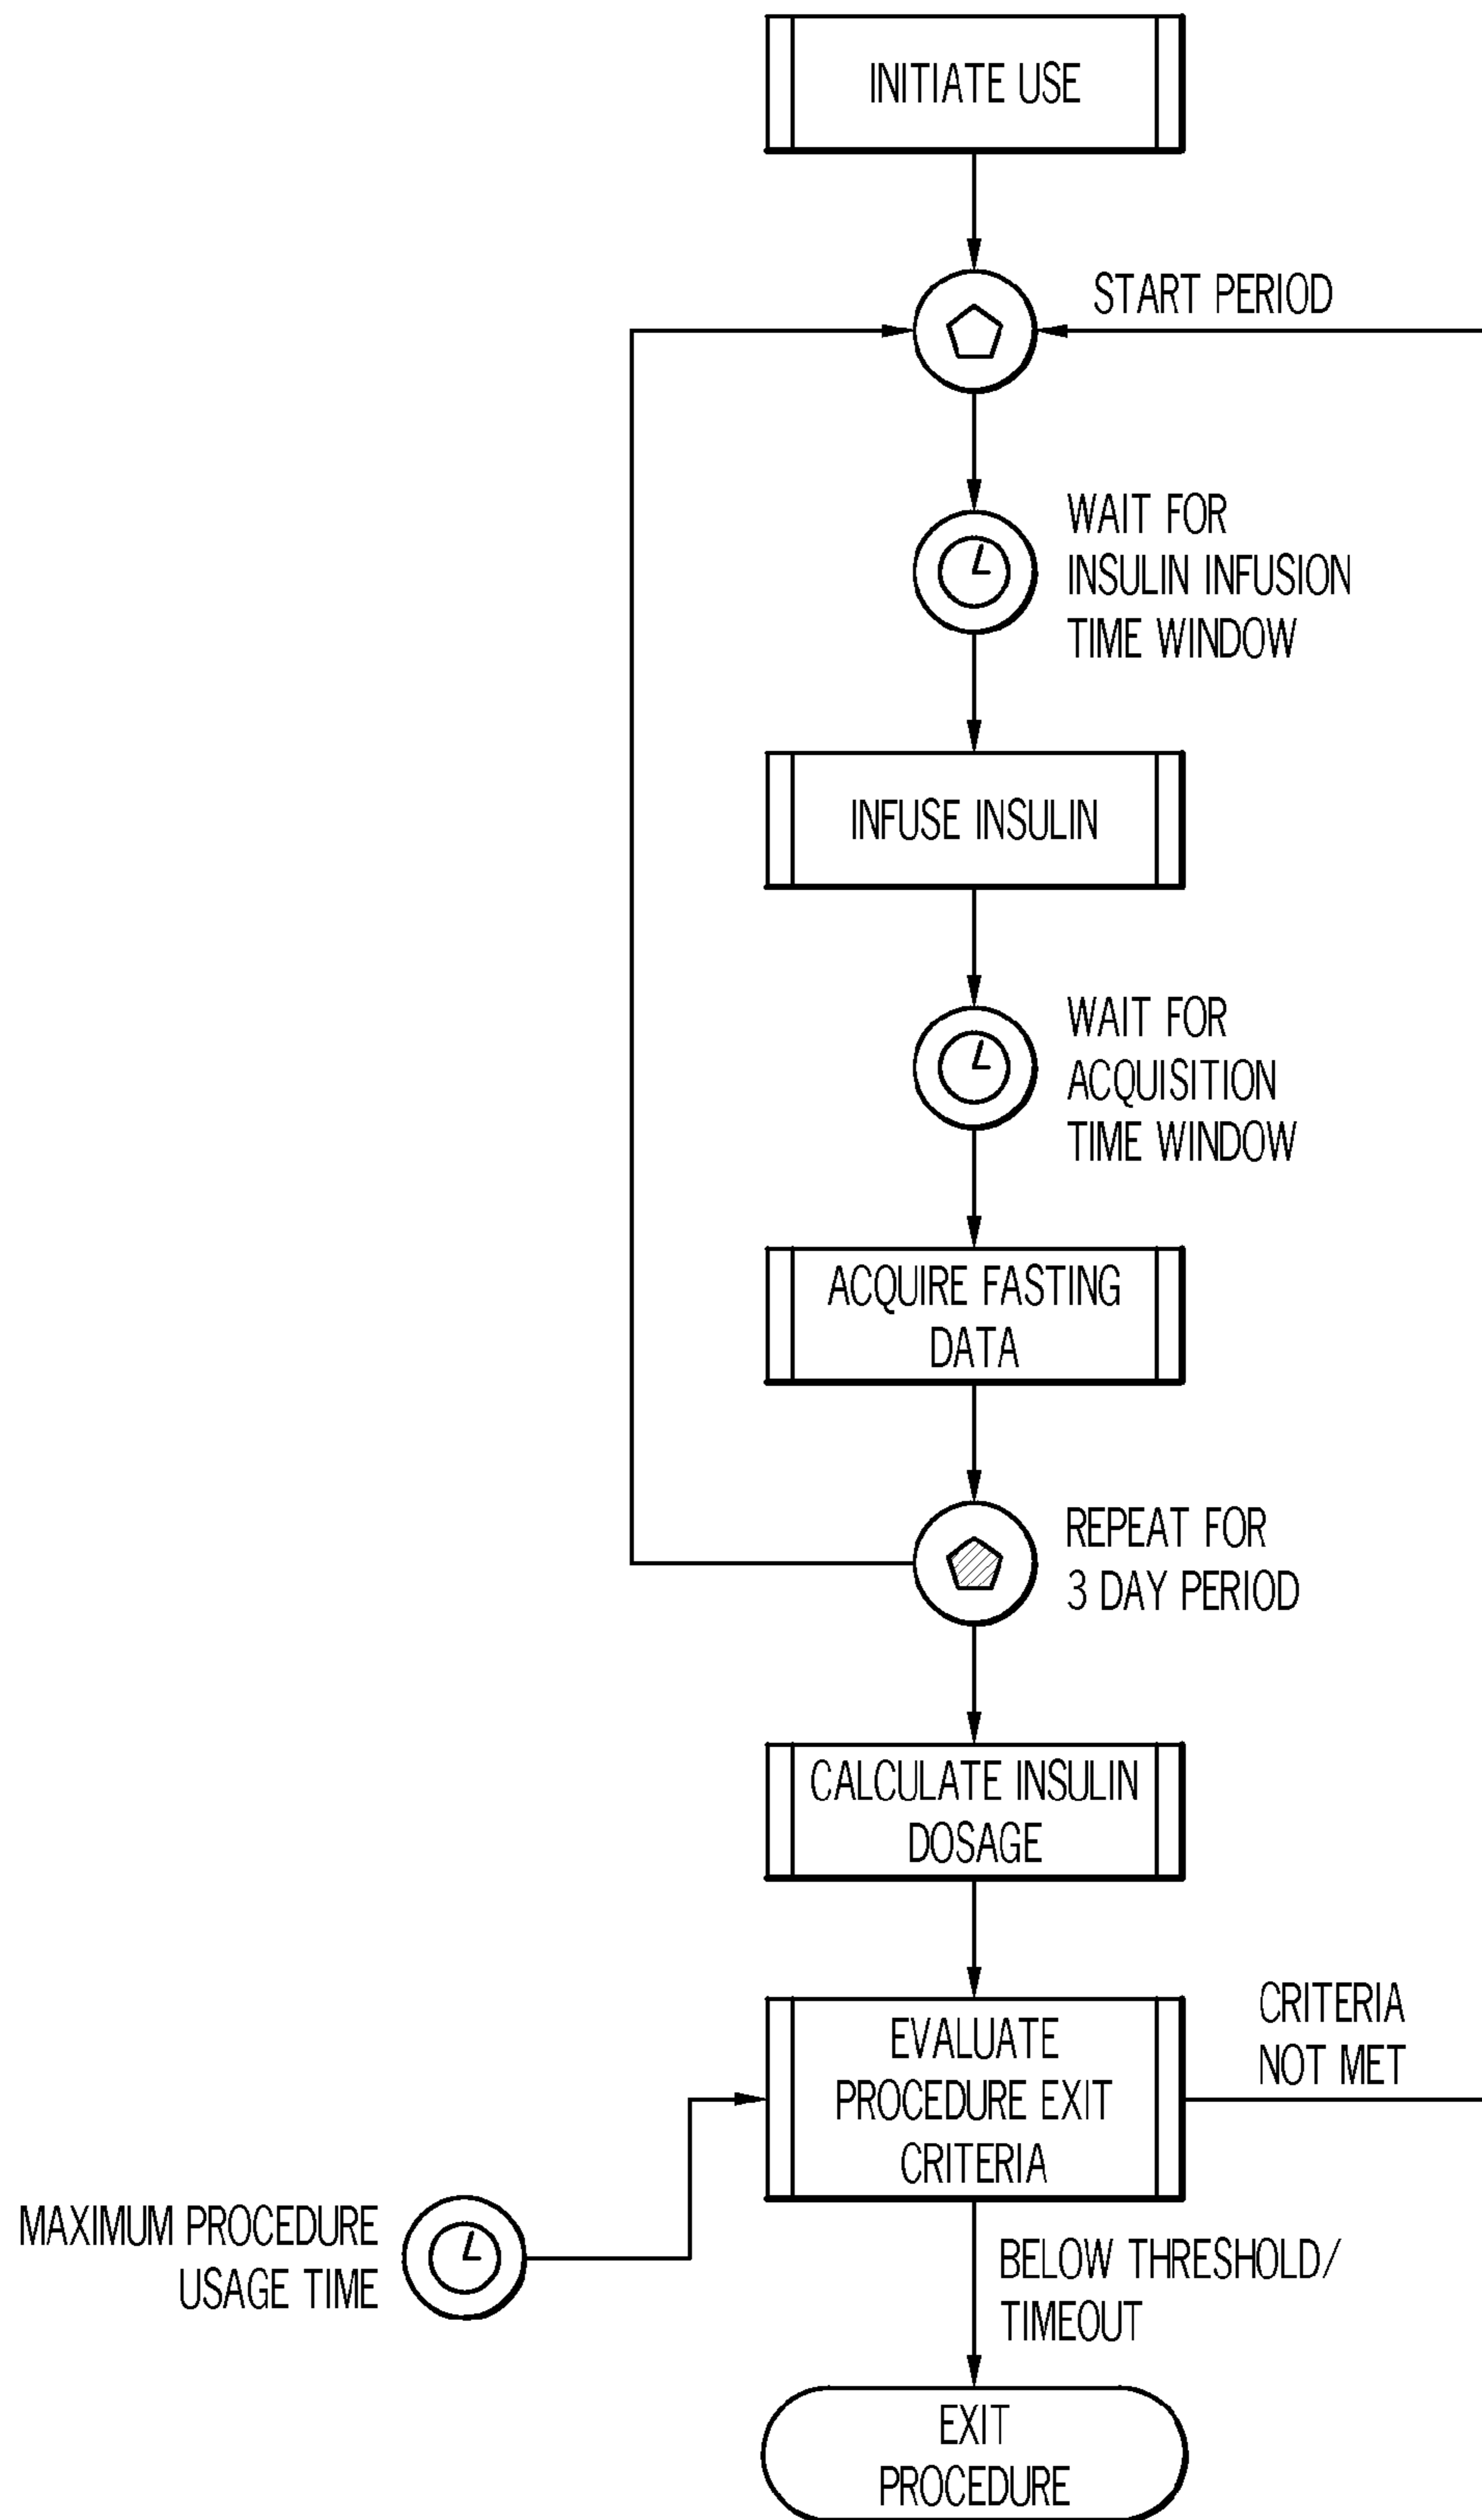 INITIATE USE
START PERIOD
WAIT FOR
INSULIN INFUSION
TIME WINDOW
INFUSE INSULIN
WAIT FOR
ACQUISITION
TIME WINDOW
ACQUIRE FASTING
DATA
REPEAT FOR
3 DAY PERIOD
CALCULATE INSULIN
DOSAGE
EVALUATE
PROCEDURE EXIT
CRITERIA
CRITERIA
NOT MET
MAXIMUM PROCEDURE
USAGE TIME
BELOW THRESHOLD/
TIMEOUT
EXIT
PROCEDURE